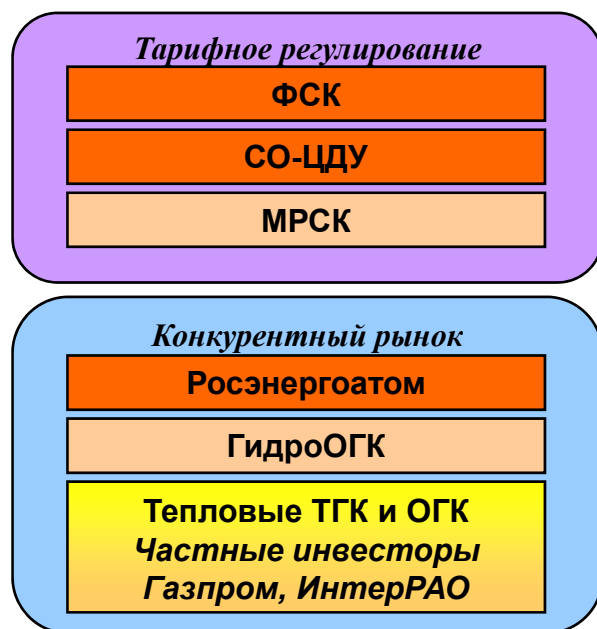 Тарифное регулирование
ФСК
СО-ЦДУ
МРСК
Конкурентный рынок
Росэнергоатом
ГидроОГК
Тепловые ТГК и ОГК
Частные инвесторы
Газпром, ИнтерРАО